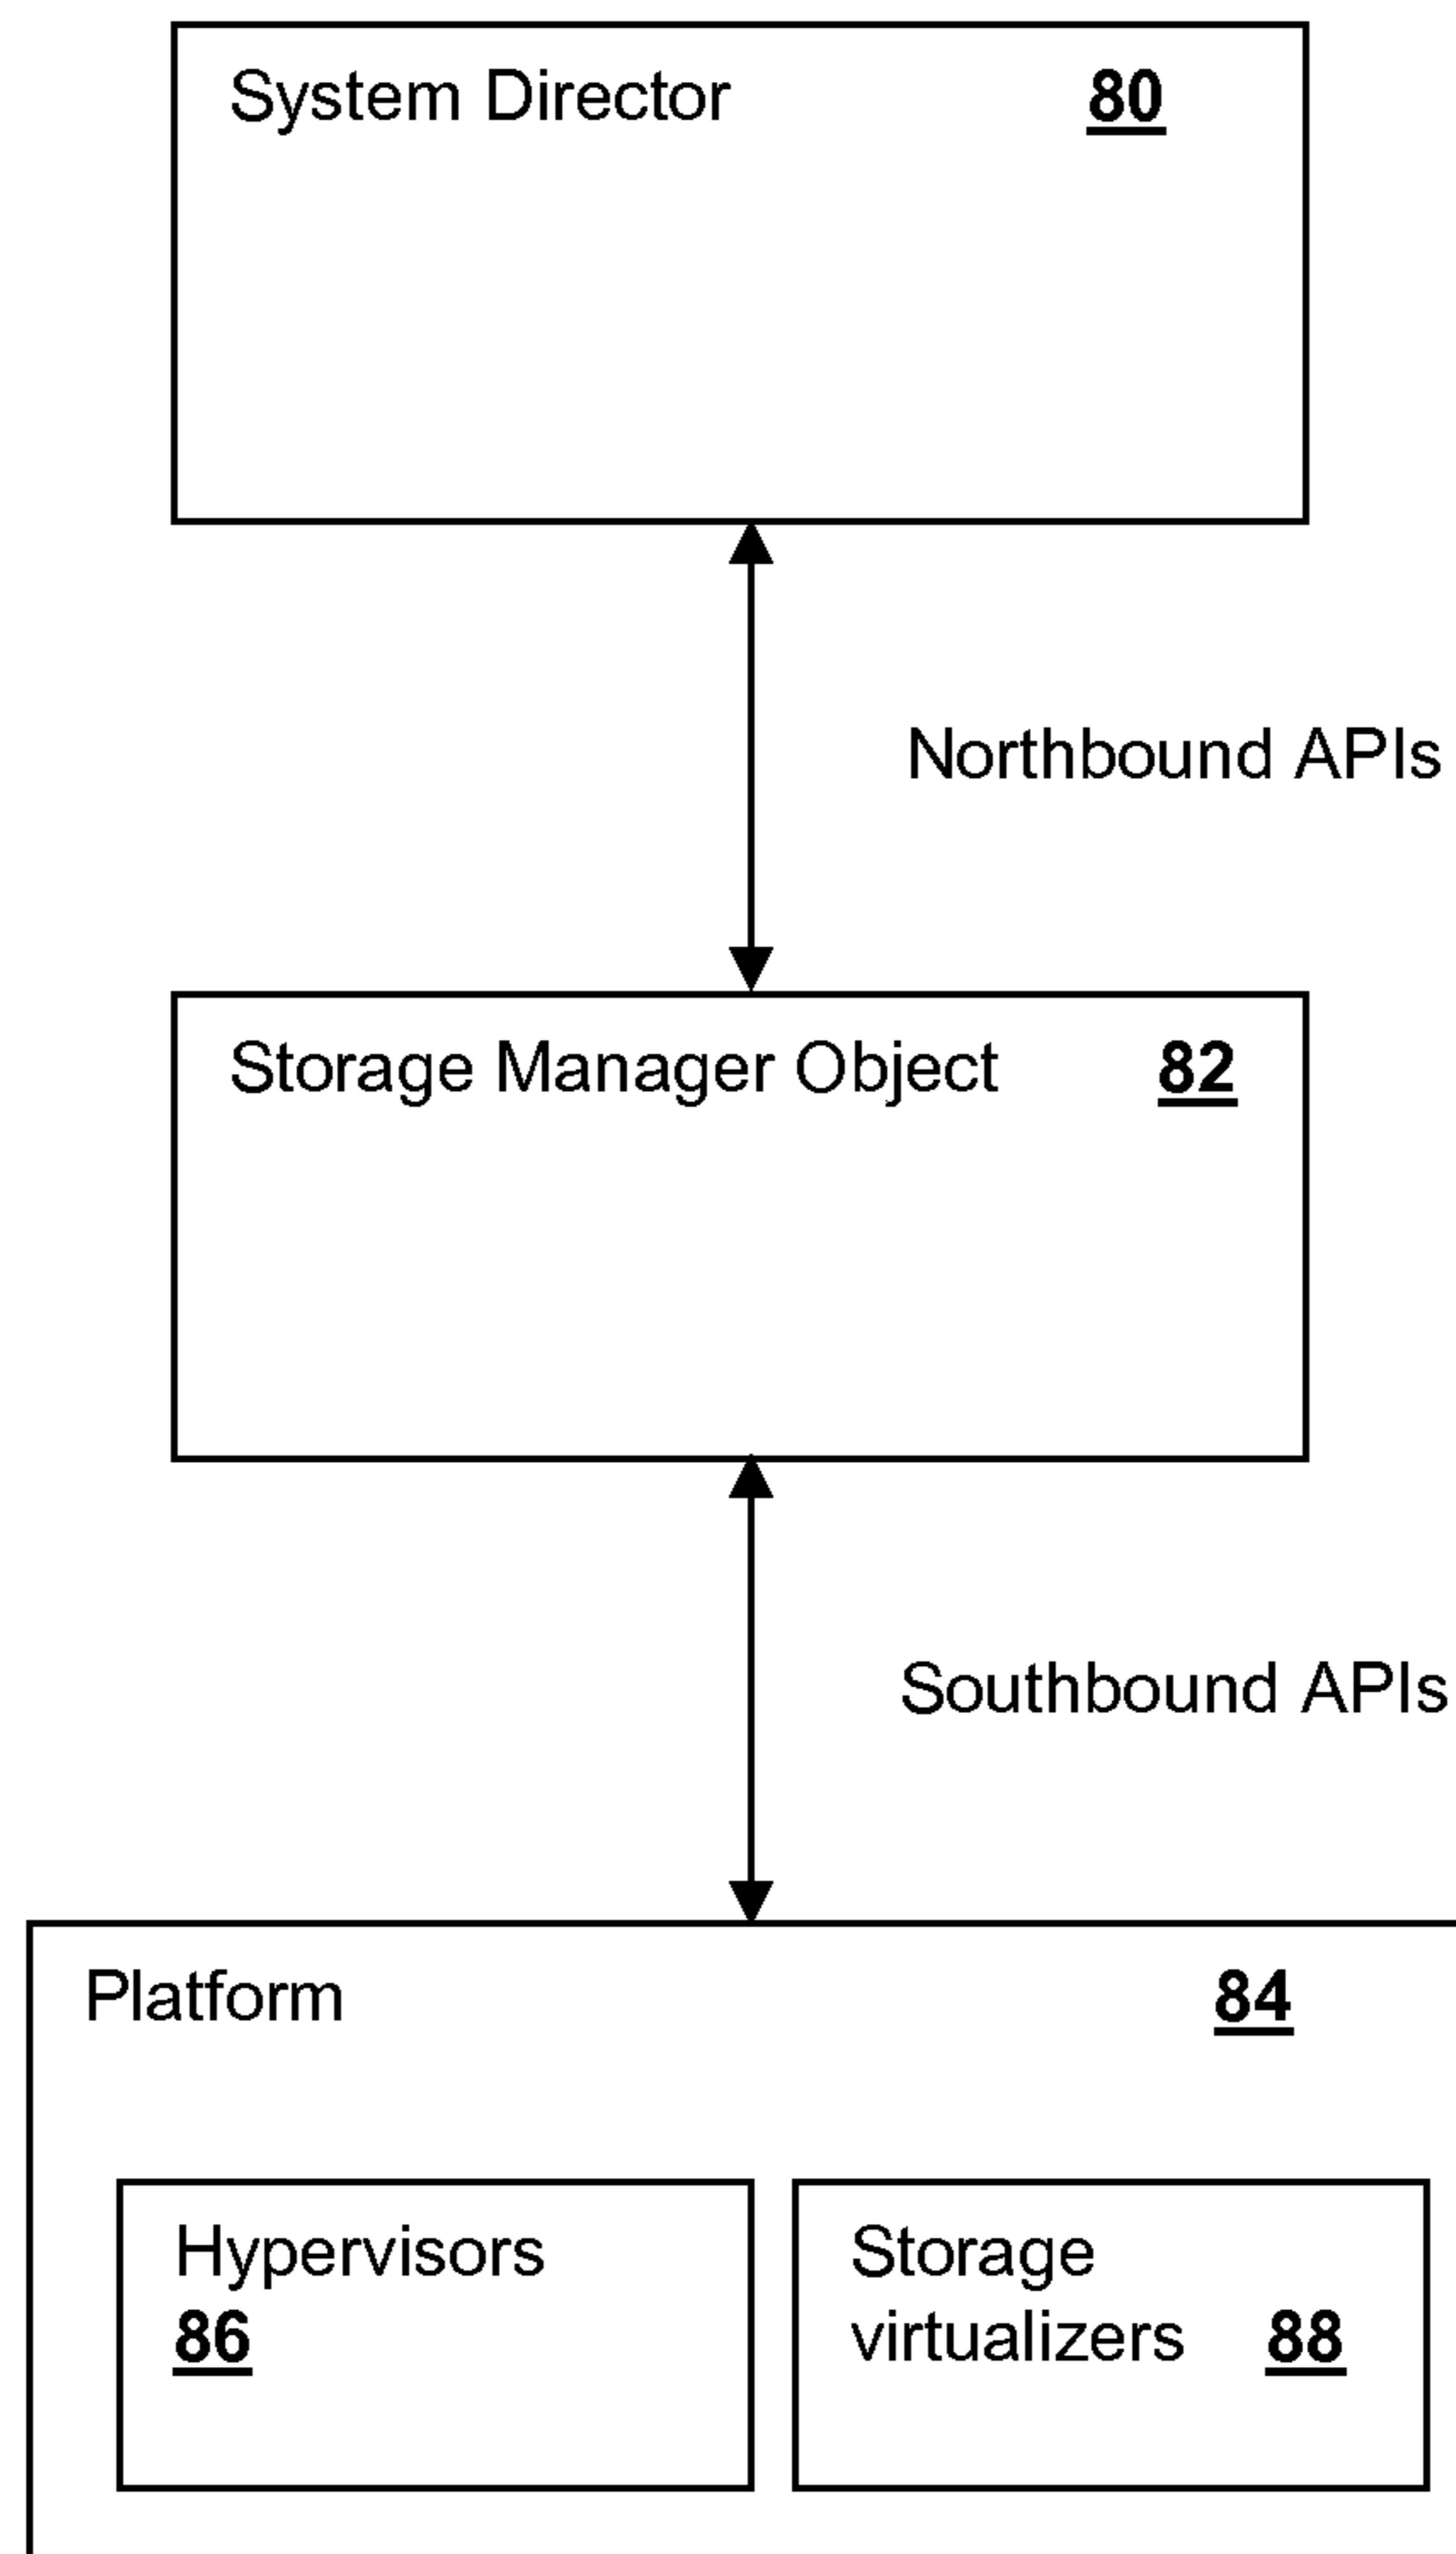 System Director 80
Northbound APIs
Storage Manager Object 82
Southbound APIs
Platform 84
Hypervisors
86
Storage
virtualizers 88